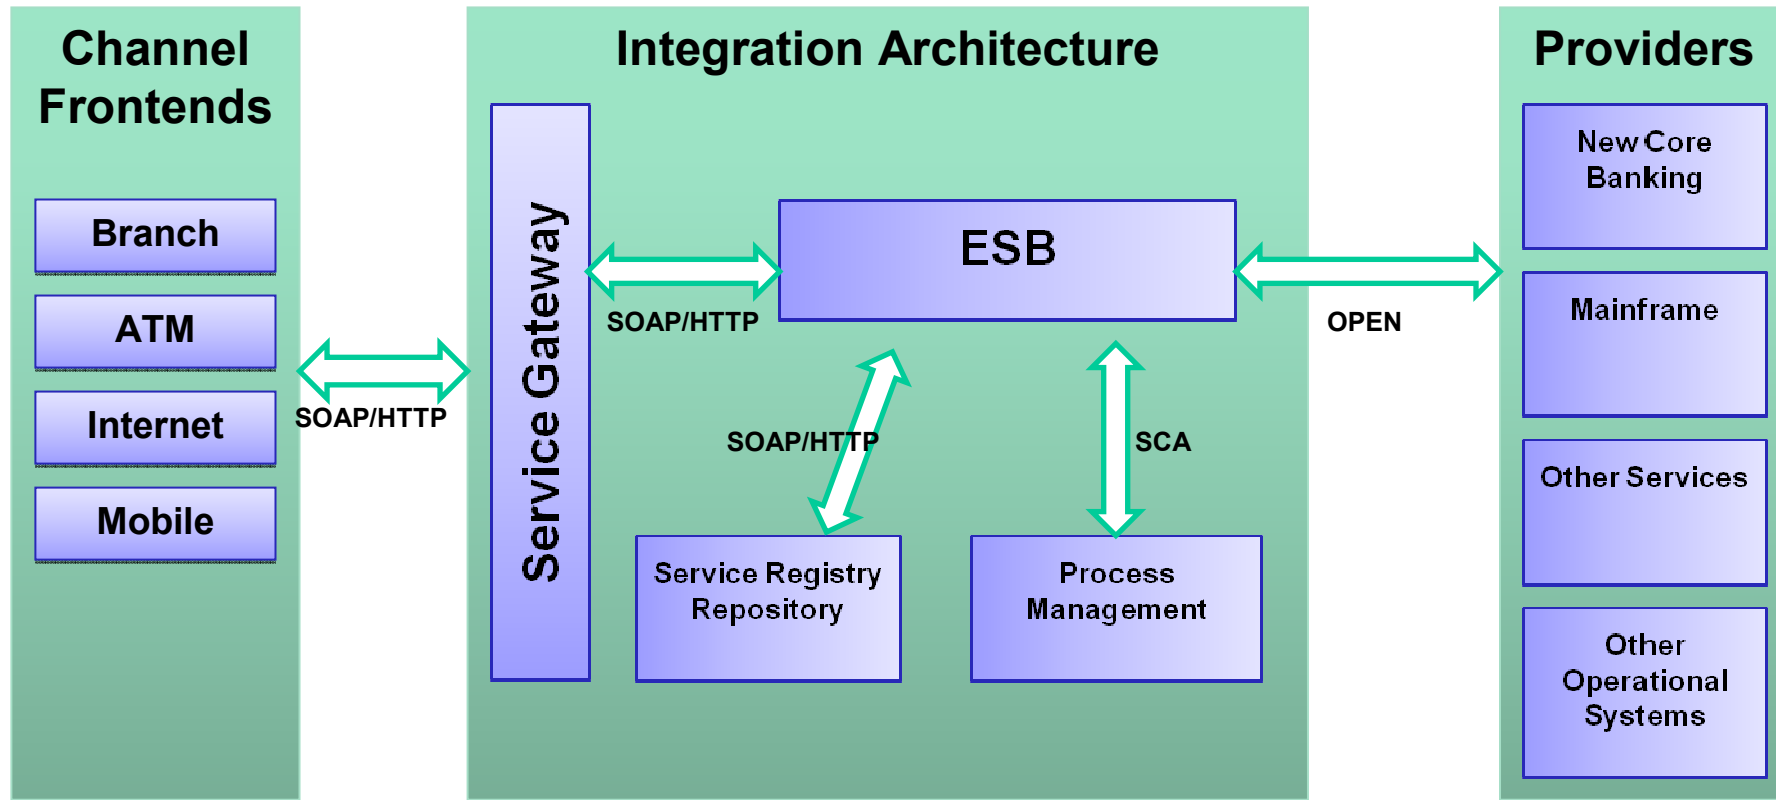 Channel
Frontends
Branch
ATM
Internet
Mobile
SOAP/HTTP
Integration Architecture
Service Gateway
SOAP/HTTP
ESB
SOAP/HTTP
SCA
Service Registry
Repository
Process
Management
OPEN
Providers
New Core
Banking
Mainframe
Other Services
Other
Operational
Systems